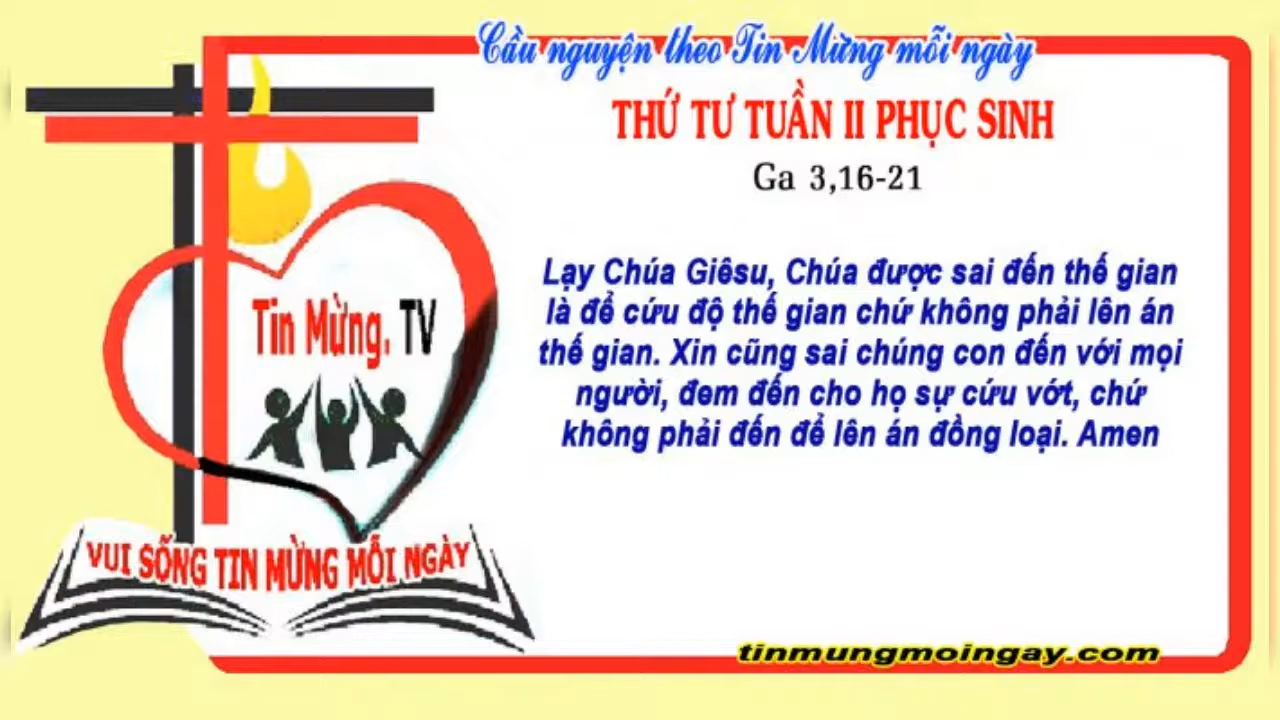 Cầu nguyện theo Tin Mừng mỗi ngày
THỨ TƯ TUẦN II PHỤC SINH
Ga 3,16-21
Lạy Chúa Giêsu, Chúa được sai đến thế gian
là để cứu độ thế gian chứ không phải lên án
thế gian. Xin cũng sai chúng con đến với mọi
người, đem đến cho họ sự cứu vớt, chứ
không phải đến để lên án đồng loại. Amen
Tin Mừng. TV
VUI SỐNG TIN MỪNG MỖI NGÀY
tinmungmoingay.com